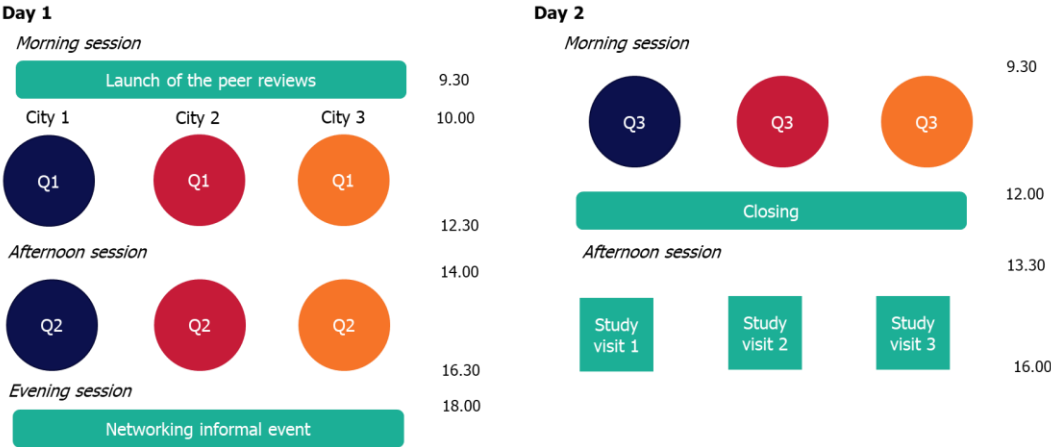 Day 1
Morning session
Launch of the peer reviews
9.30
City 1 City 2 City 3
10.00
Q1 Q1 Q1
12.30
Afternoon session
14.00
Q2 Q2 Q2
16.30
Evening session
18.00
Networking informal event
Day 2
Morning session
9.30
Q3 Q3 Q3
12.00
Closing
Afternoon session
13.30
Study Study Study
visit 1 visit 2 visit 3
16.00